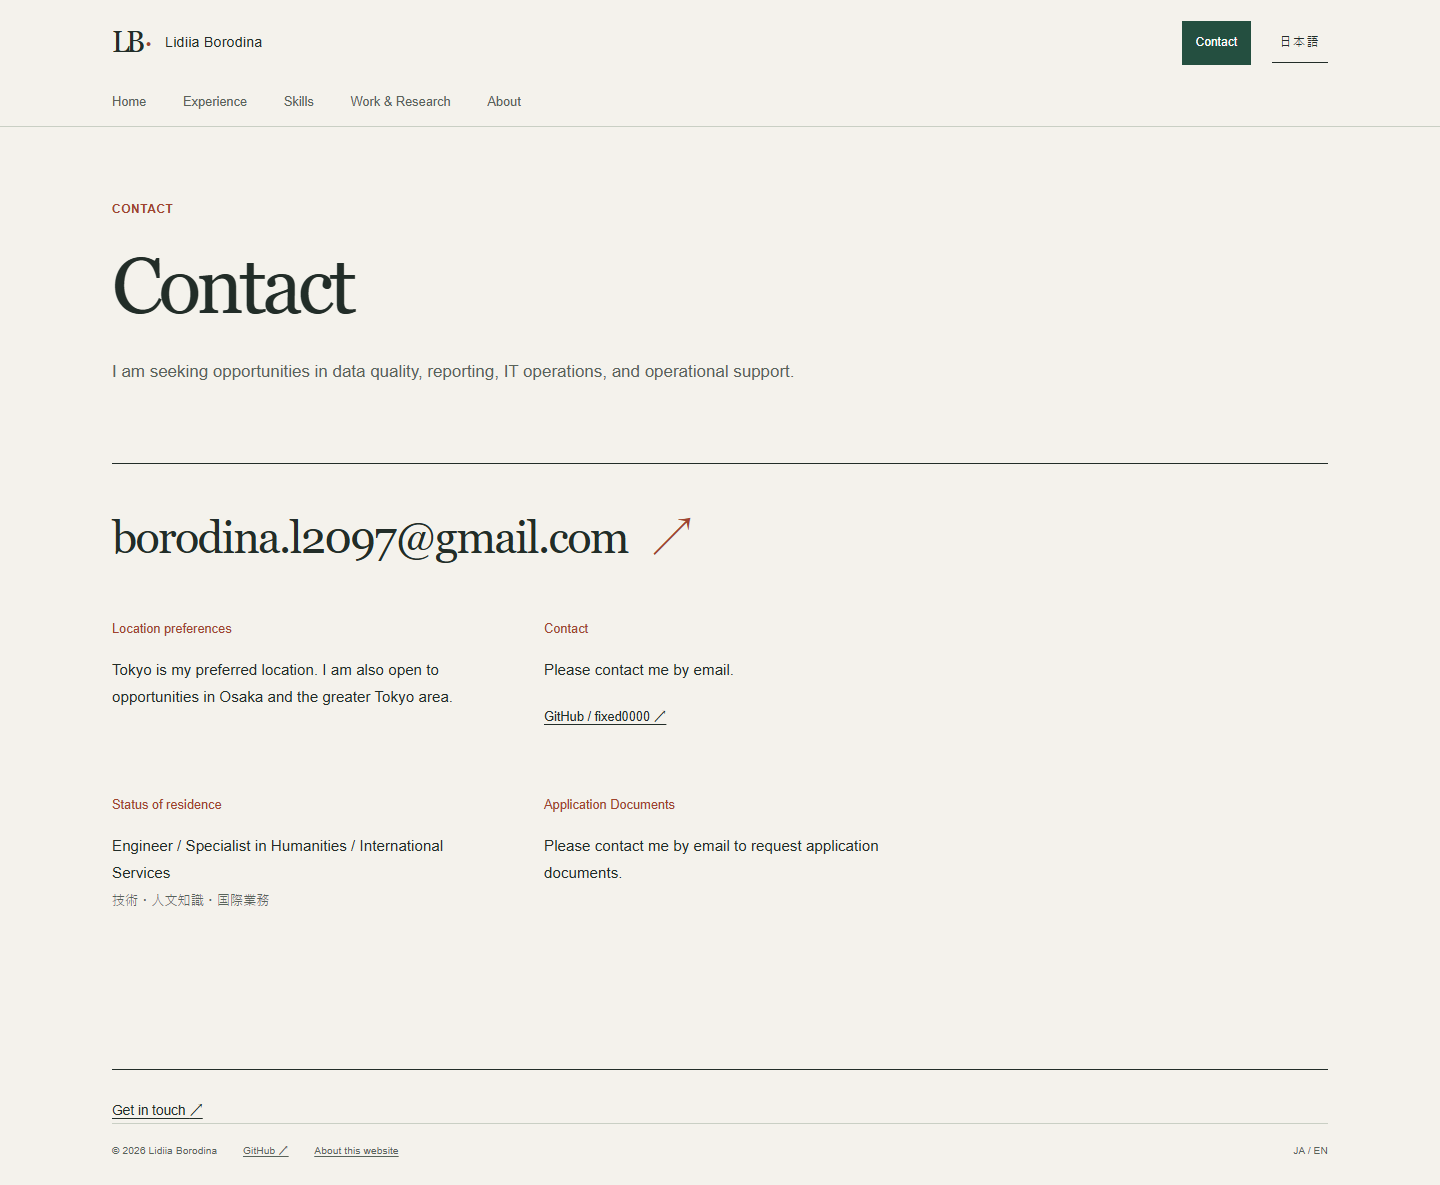 LB· Lidiia Borodina
Contact
日本語
Home Experience Skills Work & Research About
CONTACT
Contact
I am seeking opportunities in data quality, reporting, IT operations, and operational support.
borodina.l2097@gmail.com ↗
Location preferences
Tokyo is my preferred location. I am also open to
opportunities in Osaka and the greater Tokyo area.
Contact
Please contact me by email.
GitHub / fixed0000 ↗
Status of residence
Engineer / Specialist in Humanities / International
Services
技術・人文知識・国際業務
Application Documents
Please contact me by email to request application
documents.
Get in touch ↗
© 2026 Lidiia Borodina GitHub ↗ About this website JA / EN